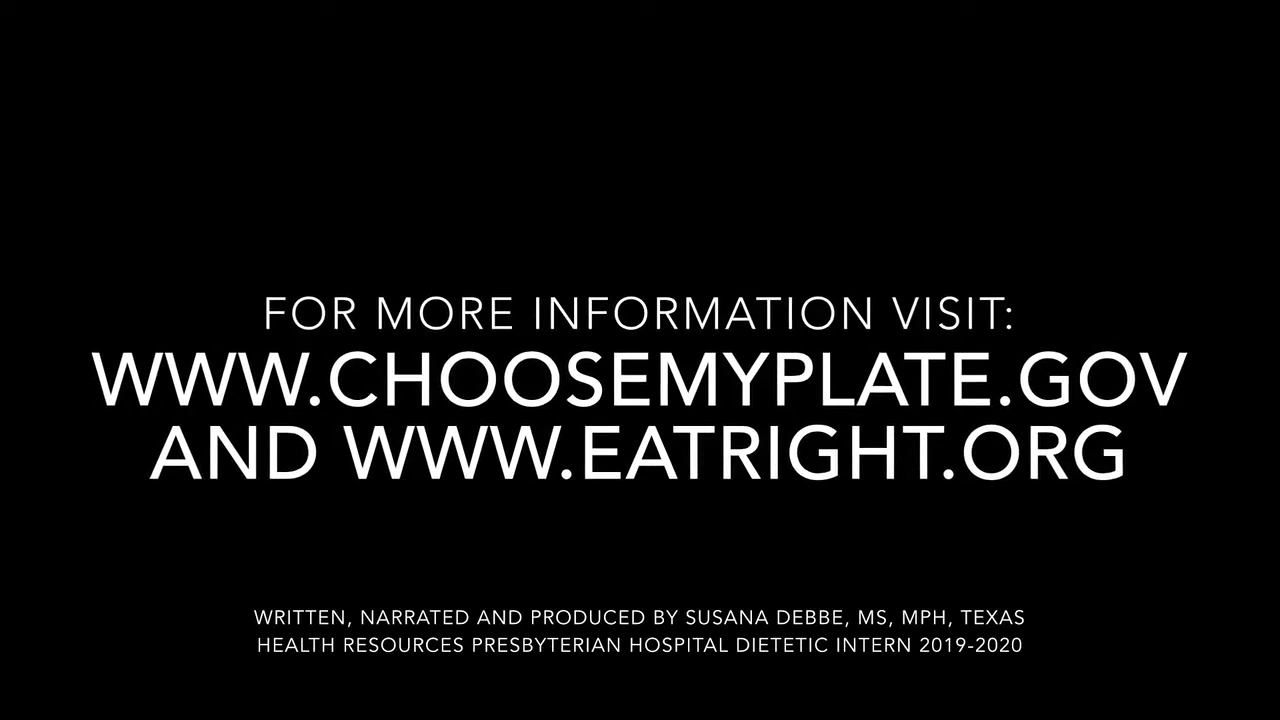 FOR MORE INFORMATION VISIT:
WWW.CHOOSEMYPLATE.GOV
AND WWW.EATRIGHT.ORG
WRITTEN, NARRATED AND PRODUCED BY SUSANA DEBBE, MS, MPH, TEXAS
HEALTH RESOURCES PRESBYTERIAN HOSPITAL DIETETIC INTERN 2019-2020